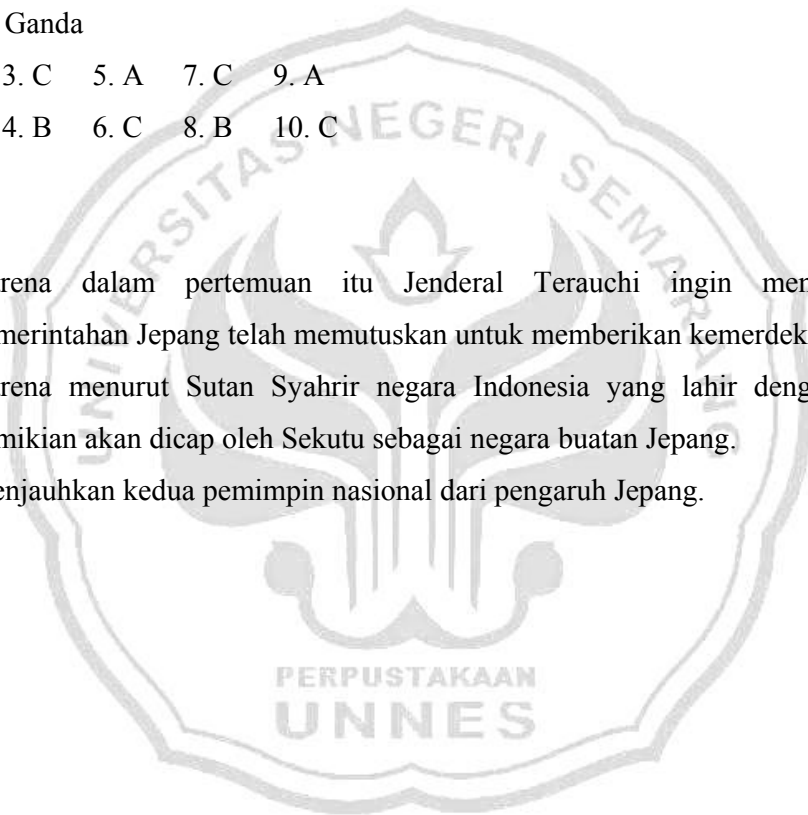 Ganda
3. C 5. A 7. C 9. A
4. B 6. C 8. B 10. C
rena dalam pertemuan itu Jenderal Terauchi ingin men
merintahan Jepang telah memutuskan untuk memberikan kemerdek
rena menurut Sutan Syahrir negara Indonesia yang lahir deng
mikian akan dicap oleh Sekutu sebagai negara buatan Jepang.
enjauhkan kedua pemimpin nasional dari pengaruh Jepang.
UNIVERSITAS NEGERI SEMARANG
PERPUSTAKAAN
UNNES